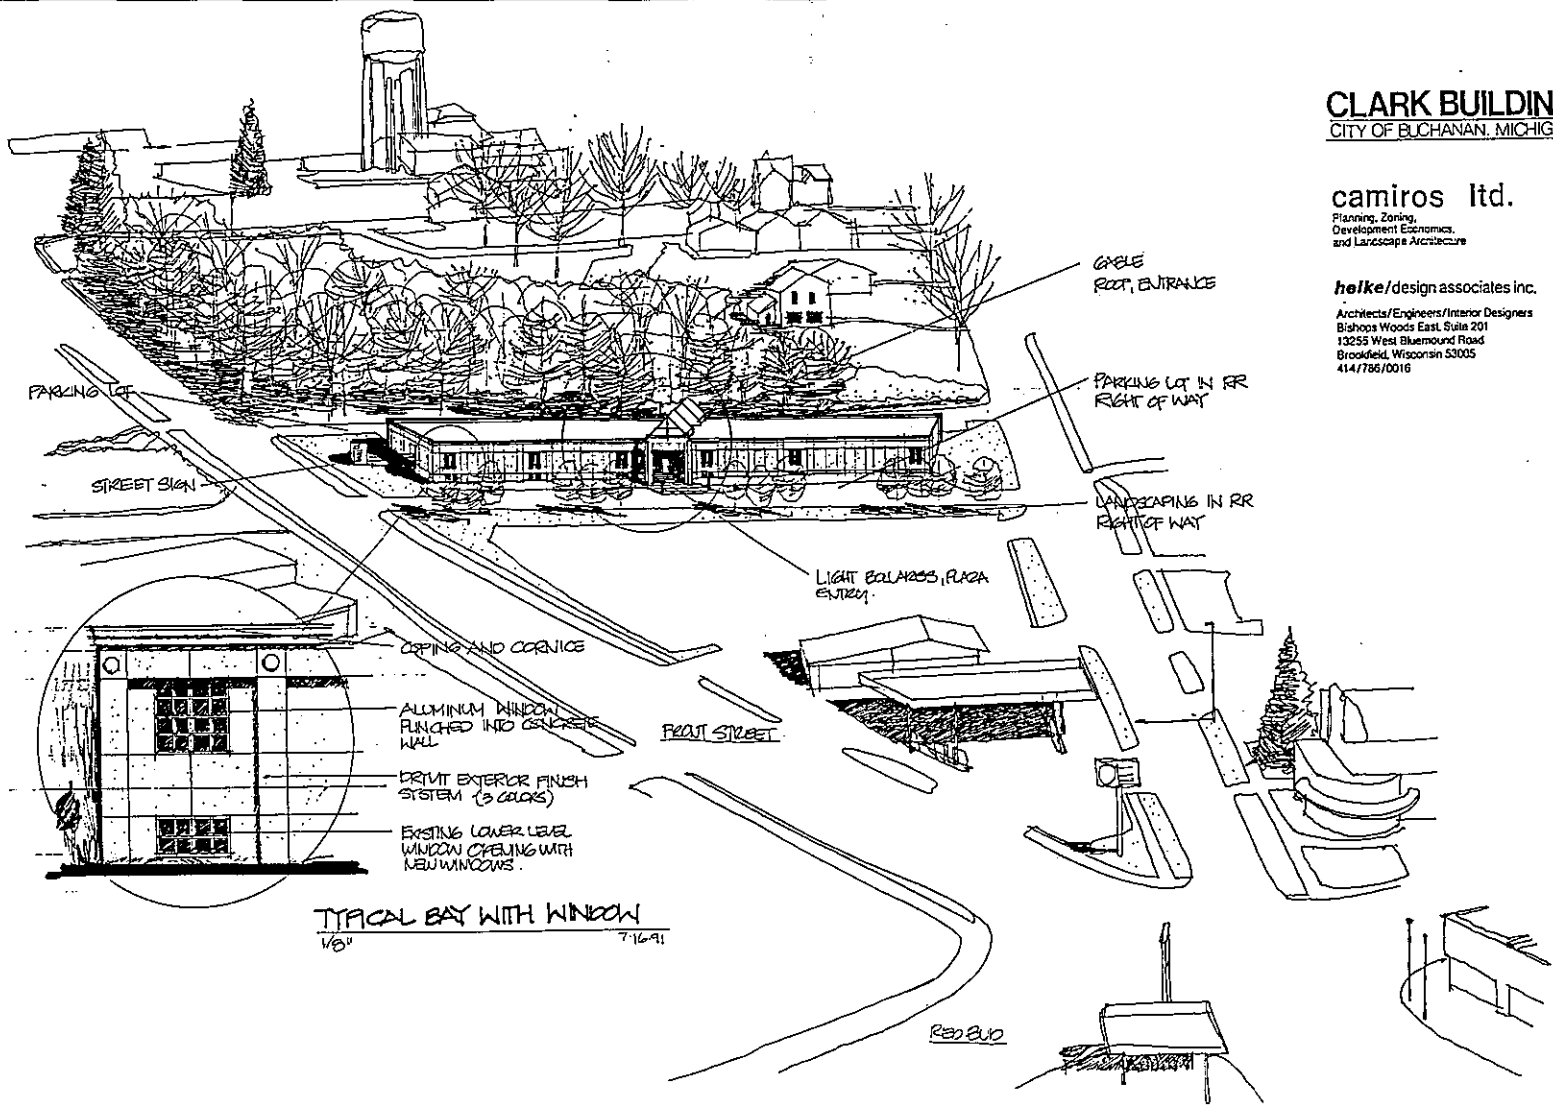 CLARK BUILDIN
CITY OF BUCHANAN, MICHIG
camiros ltd.
Planning, Zoning,
Development Economics,
and Landscape Architecture
helke/design associates inc.
Architects/Engineers/Interior Designers
Bishops Woods East, Suite 201
13255 West Bluemound Road
Brookfield, Wisconsin 53005
414/786/0016
GABLE
ROOF, ENTRANCE
PARKING LOT IN RR
RIGHT OF WAY
LANDSCAPING IN RR
RIGHT OF WAY
PARKING LOT
STREET SIGN
LIGHT BOLLARDS, PLAZA
ENTRY.
COPING AND CORNICE
ALUMINUM WINDOW
PUNCHED INTO CONCRETE
WALL
DRYVIT EXTERIOR FINISH
SYSTEM (3 COLORS)
EXISTING LOWER LEVEL
WINDOW OPENING WITH
NEW WINDOWS.
FRONT STREET
TYPICAL BAY WITH WINDOW
1/8"
7-16-91
RED BUD